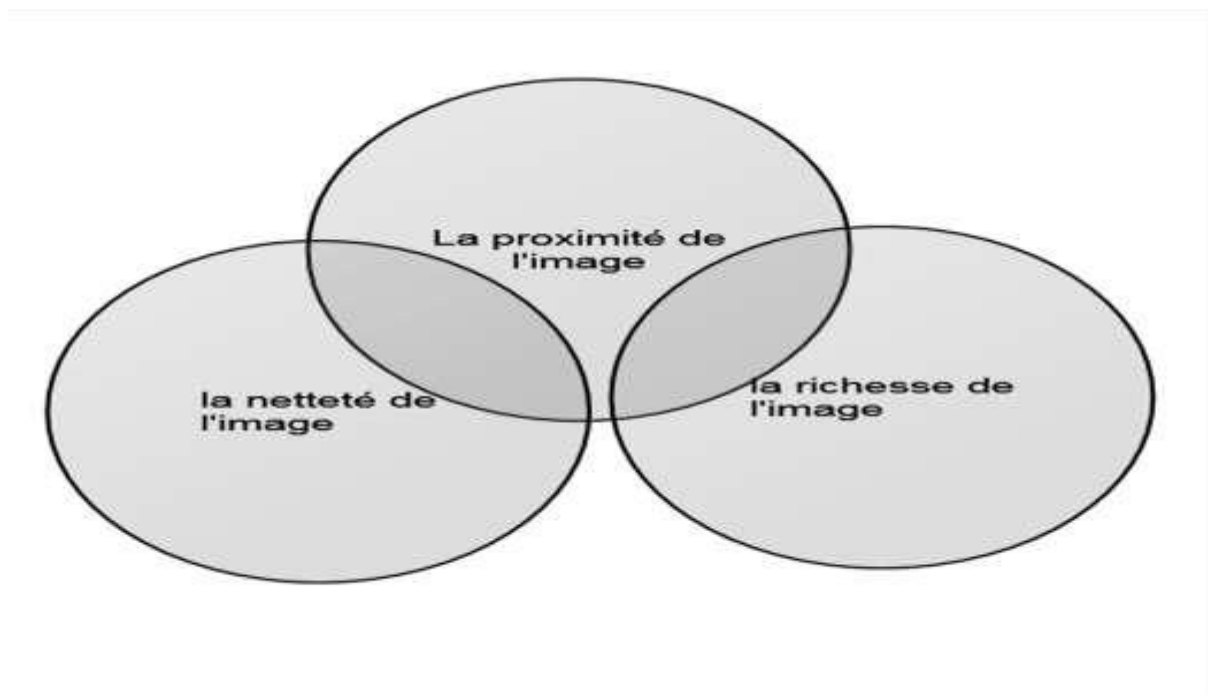 La proximité de
l'image
la netteté de
l'image
la richesse de
l'image